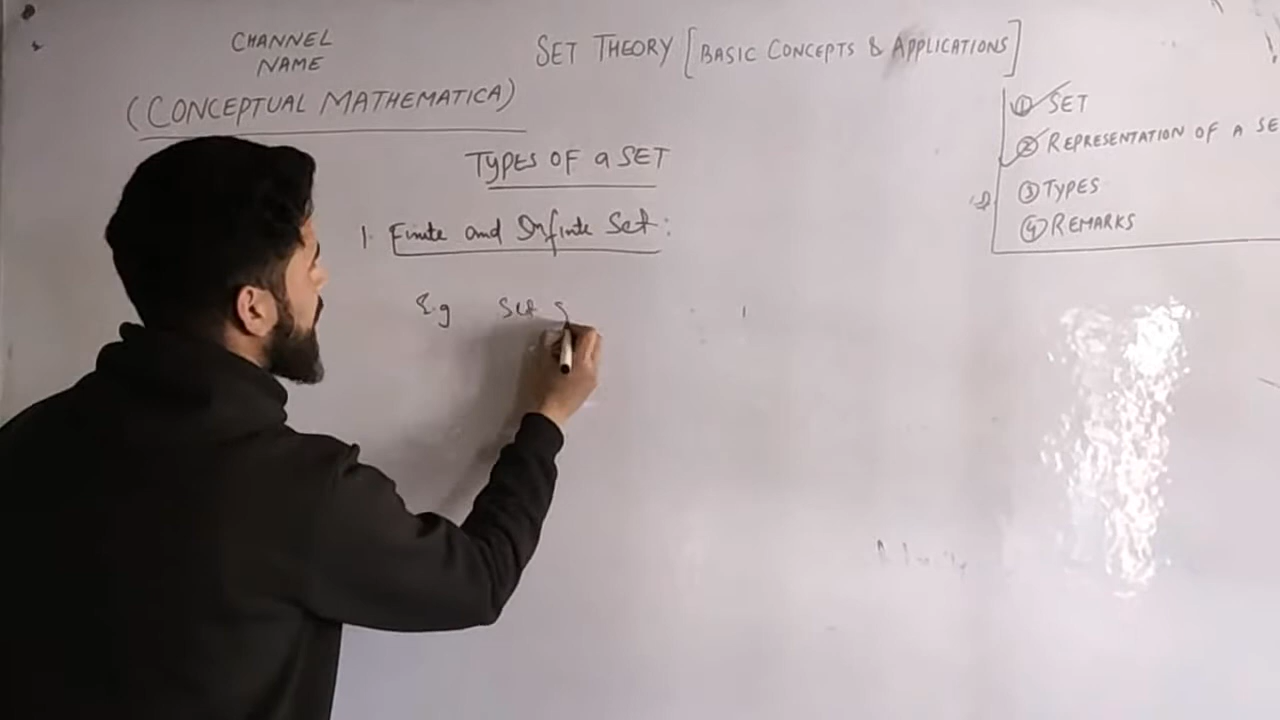 CHANNEL
NAME
(CONCEPTUAL MATHEMATICA)
SET THEORY [BASIC CONCEPTS & APPLICATIONS]
① SET
② REPRESENTATION OF A SE
③ TYPES
④ REMARKS
TYPES OF a SET
1. Finite and Infinite Set:
E.g Set S